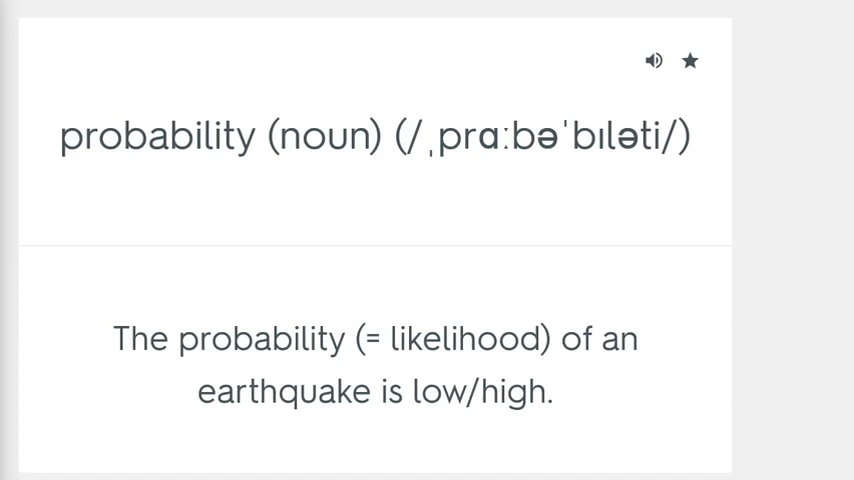 probability (noun) (/ˌprɑːbəˈbɪləti/)
The probability (= likelihood) of an
earthquake is low/high.